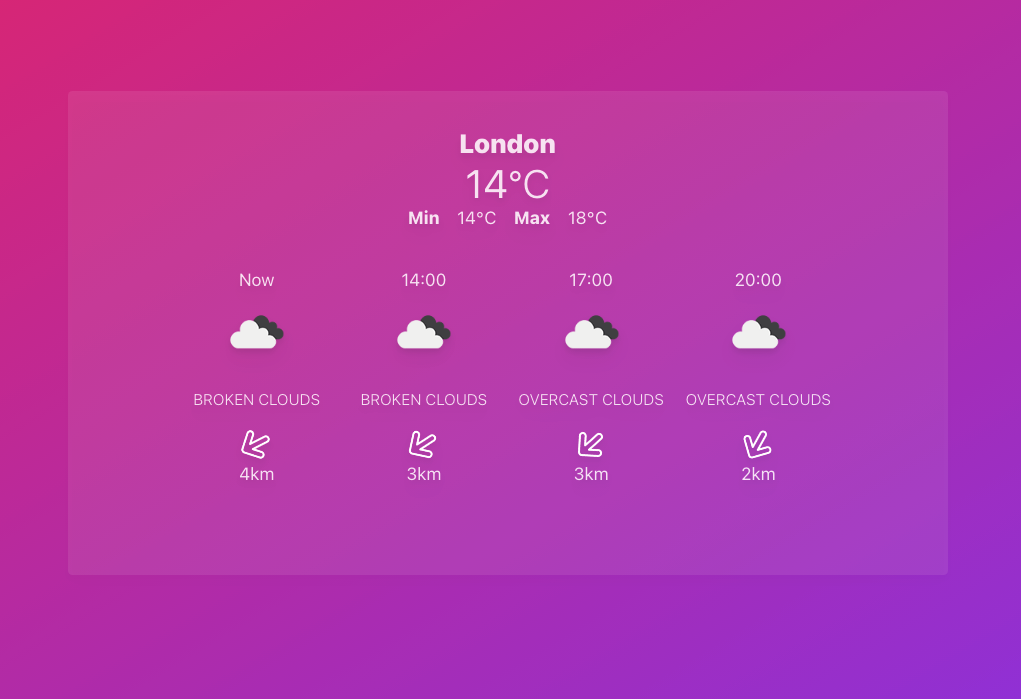 London
14°C
Min 14°C Max 18°C
Now 14:00 17:00 20:00
BROKEN CLOUDS BROKEN CLOUDS OVERCAST CLOUDS OVERCAST CLOUDS
4km 3km 3km 2km